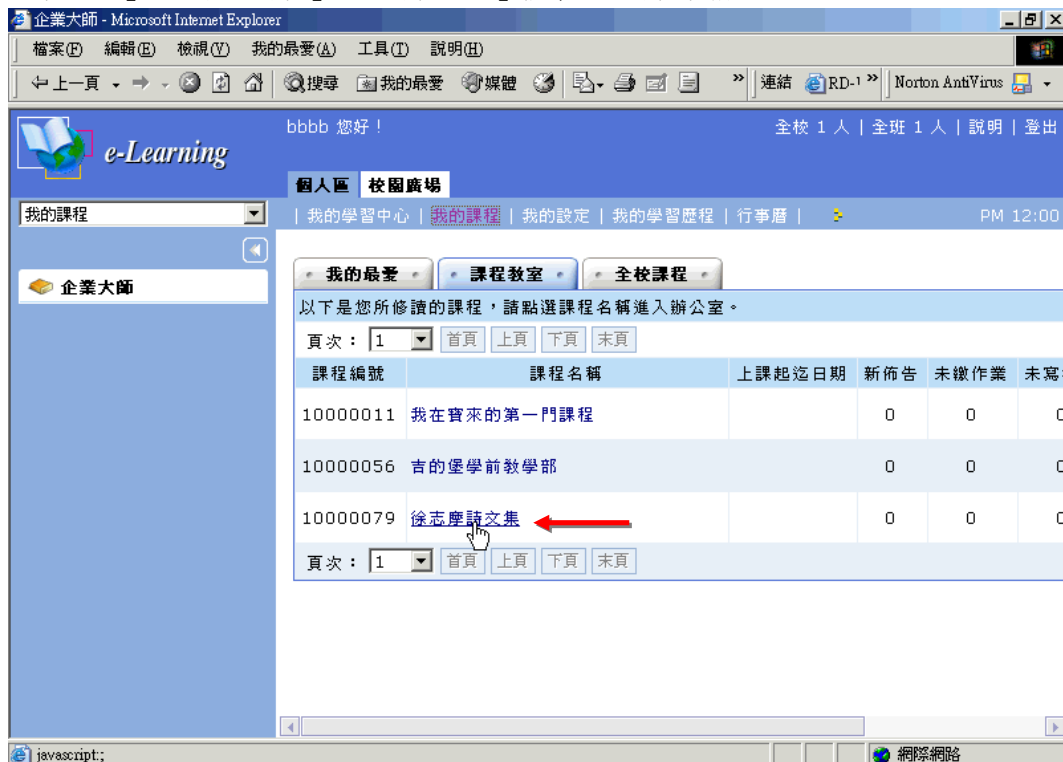 企業大師 - Microsoft Internet Explorer
檔案(F) 編輯(E) 檢視(V) 我的最愛(A) 工具(T) 說明(H)
上一頁 搜尋 我的最愛 媒體 » 連結 RD-1 » Norton AntiVirus
e-Learning
bbbb 您好！ 全校 1 人 | 全班 1 人 | 說明 | 登出
個人區 校園廣場
我的課程 | 我的學習中心 | 我的課程 | 我的設定 | 我的學習歷程 | 行事曆 | PM 12:00
企業大師
我的最愛 課程教室 全校課程
以下是您所修讀的課程，請點選課程名稱進入辦公室。
頁次： 1 首頁 上頁 下頁 末頁
課程編號 課程名稱 上課起迄日期 新佈告 未繳作業 未寫
10000011 我在寶來的第一門課程 0 0 0
10000056 吉的堡學前教學部 0 0 0
10000079 徐志摩詩文集 0 0 0
頁次： 1 首頁 上頁 下頁 末頁
javascript:; 網際網路